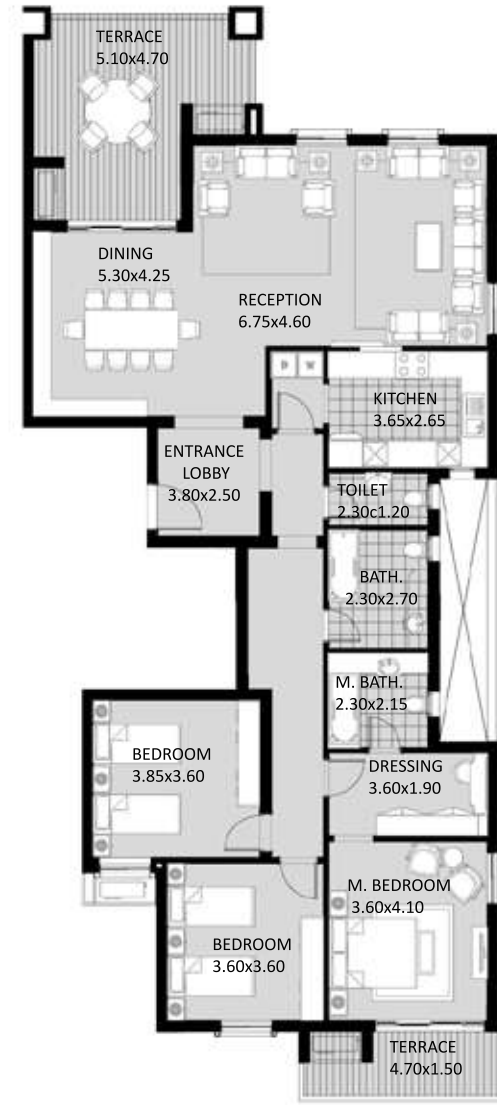 TERRACE
5.10x4.70
DINING
5.30x4.25
RECEPTION
6.75x4.60
KITCHEN
3.65x2.65
ENTRANCE
LOBBY
3.80x2.50
TOILET
2.30c1.20
BATH.
2.30x2.70
M. BATH.
2.30x2.15
BEDROOM
3.85x3.60
DRESSING
3.60x1.90
M. BEDROOM
3.60x4.10
BEDROOM
3.60x3.60
TERRACE
4.70x1.50